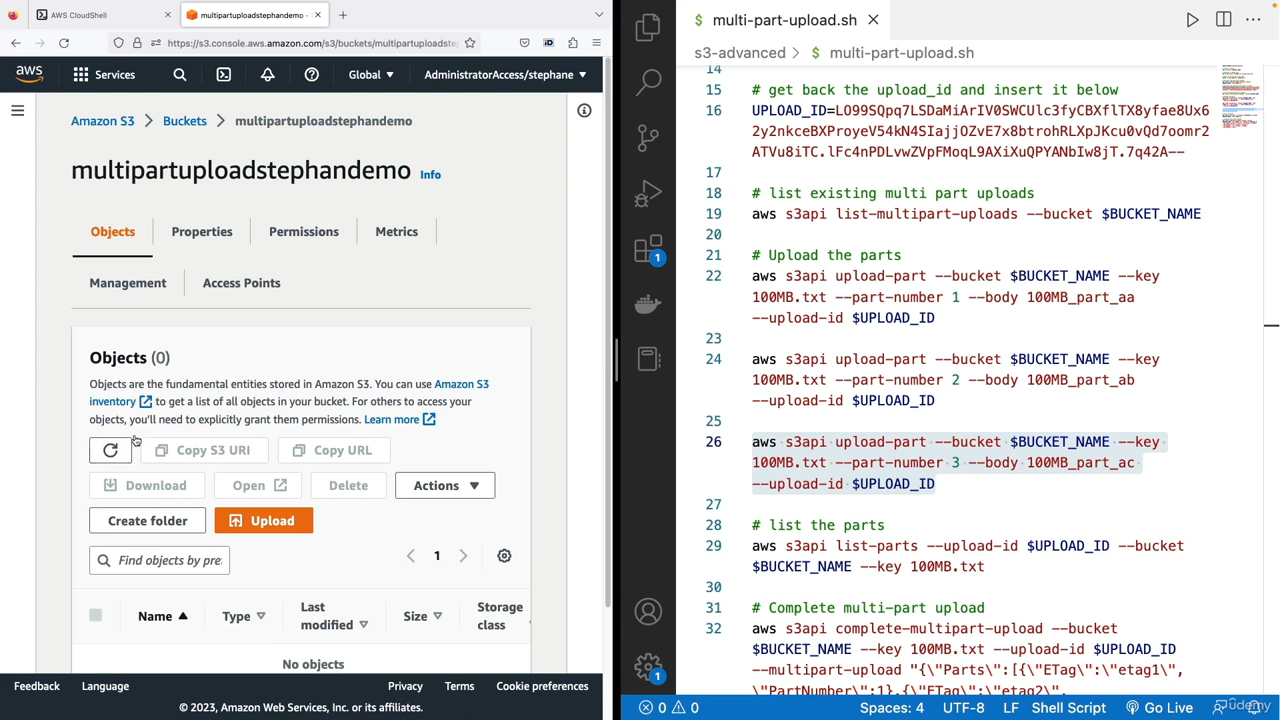 AWS CloudShell
multipartuploadstephandemo -
https://s3.console.aws.amazon.com/s3/buckets/multipartuploadste
aws
Services
Global
Amazon S3
Buckets
multipartuploadstephandemo
multipartuploadstephandemo
Info
Objects
Properties
Permissions
Metrics
Management
Access Points
Objects (0)
Objects are the fundamental entities stored in Amazon S3. You can use Amazon S3
inventory to get a list of all objects in your bucket. For others to access your
objects, you'll need to explicitly grant them permissions. Learn more
Copy S3 URI
Copy URL
Download
Open
Delete
Actions
Create folder
Upload
Find objects by pre
1
Name
Type
Last
modified
Size
Storage
class
No objects
Feedback
Language
Privacy
Terms
Cookie preferences
© 2023, Amazon Web Services, Inc. or its affiliates.
$ multi-part-upload.sh
s3-advanced > $ multi-part-upload.sh
14
15 # get back the upload_id and insert it below
16 UPLOAD_ID=
17
18 # list existing multi part uploads
19 aws s3api list-multipart-uploads --bucket $BUCKET_NAME
20
21 # Upload the parts
22 aws s3api upload-part --bucket $BUCKET_NAME --key
100MB.txt --part-number 1 --body 100MB_part_aa
--upload-id $UPLOAD_ID
23
24 aws s3api upload-part --bucket $BUCKET_NAME --key
100MB.txt --part-number 2 --body 100MB_part_ab
--upload-id $UPLOAD_ID
25
26 aws s3api upload-part --bucket $BUCKET_NAME --key
100MB.txt --part-number 3 --body 100MB_part_ac
--upload-id $UPLOAD_ID
27
28 # list the parts
29 aws s3api list-parts --upload-id $UPLOAD_ID --bucket
$BUCKET_NAME --key 100MB.txt
30
31 # Complete multi-part upload
32 aws s3api complete-multipart-upload --bucket
$BUCKET_NAME --key 100MB.txt --upload-id $UPLOAD_ID
--multipart-upload "{\"Parts\":[{\"ETag\":\"etag1\",
\"PartNumber\":1},{\"ETag\":\"etag2\",
1
1
0 0
Spaces: 4
UTF-8
LF
Shell Script
Go Live
Udemy